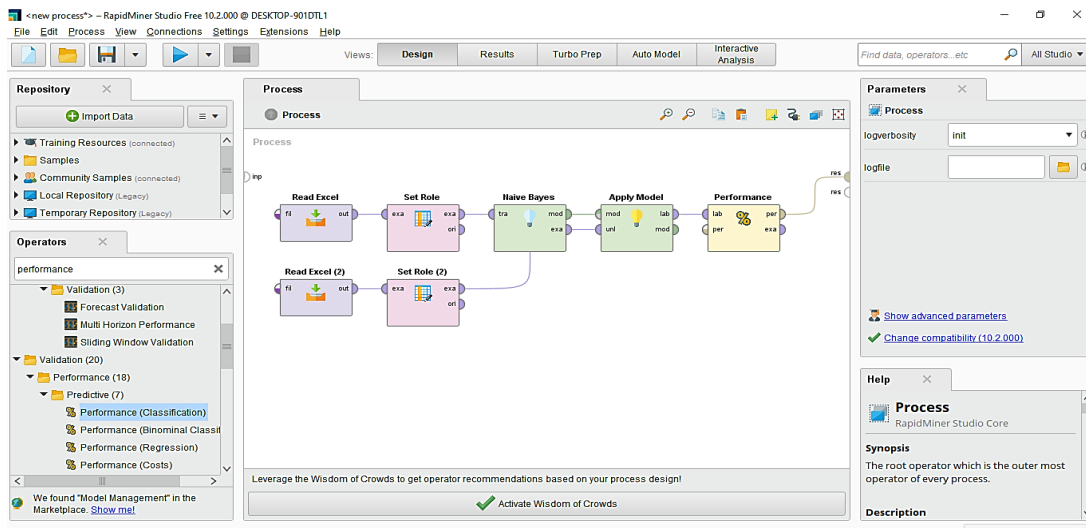 <new process*> – RapidMiner Studio Free 10.2.000 @ DESKTOP-901DTL1
File Edit Process View Connections Settings Extensions Help
Views: Design Results Turbo Prep Auto Model Interactive Analysis
Find data, operators...etc
All Studio
Repository
Import Data
Training Resources (connected)
Samples
Community Samples (connected)
Local Repository (Legacy)
Temporary Repository (Legacy)
Operators
performance
Validation (3)
Forecast Validation
Multi Horizon Performance
Sliding Window Validation
Validation (20)
Performance (18)
Predictive (7)
Performance (Classification)
Performance (Binominal Classif
Performance (Regression)
Performance (Costs)
We found "Model Management" in the
Marketplace. Show me!
Process
Process
Process
inp
res
res
Read Excel
fil out
Set Role
exa exa
ori
Naive Bayes
tra mod
exa
Apply Model
mod lab
unl mod
Performance
lab per
per exa
Read Excel (2)
fil out
Set Role (2)
exa exa
ori
Leverage the Wisdom of Crowds to get operator recommendations based on your process design!
Activate Wisdom of Crowds
Parameters
Process
logverbosity init
logfile
Show advanced parameters
Change compatibility (10.2.000)
Help
Process
RapidMiner Studio Core
Synopsis
The root operator which is the outer most
operator of every process.
Description